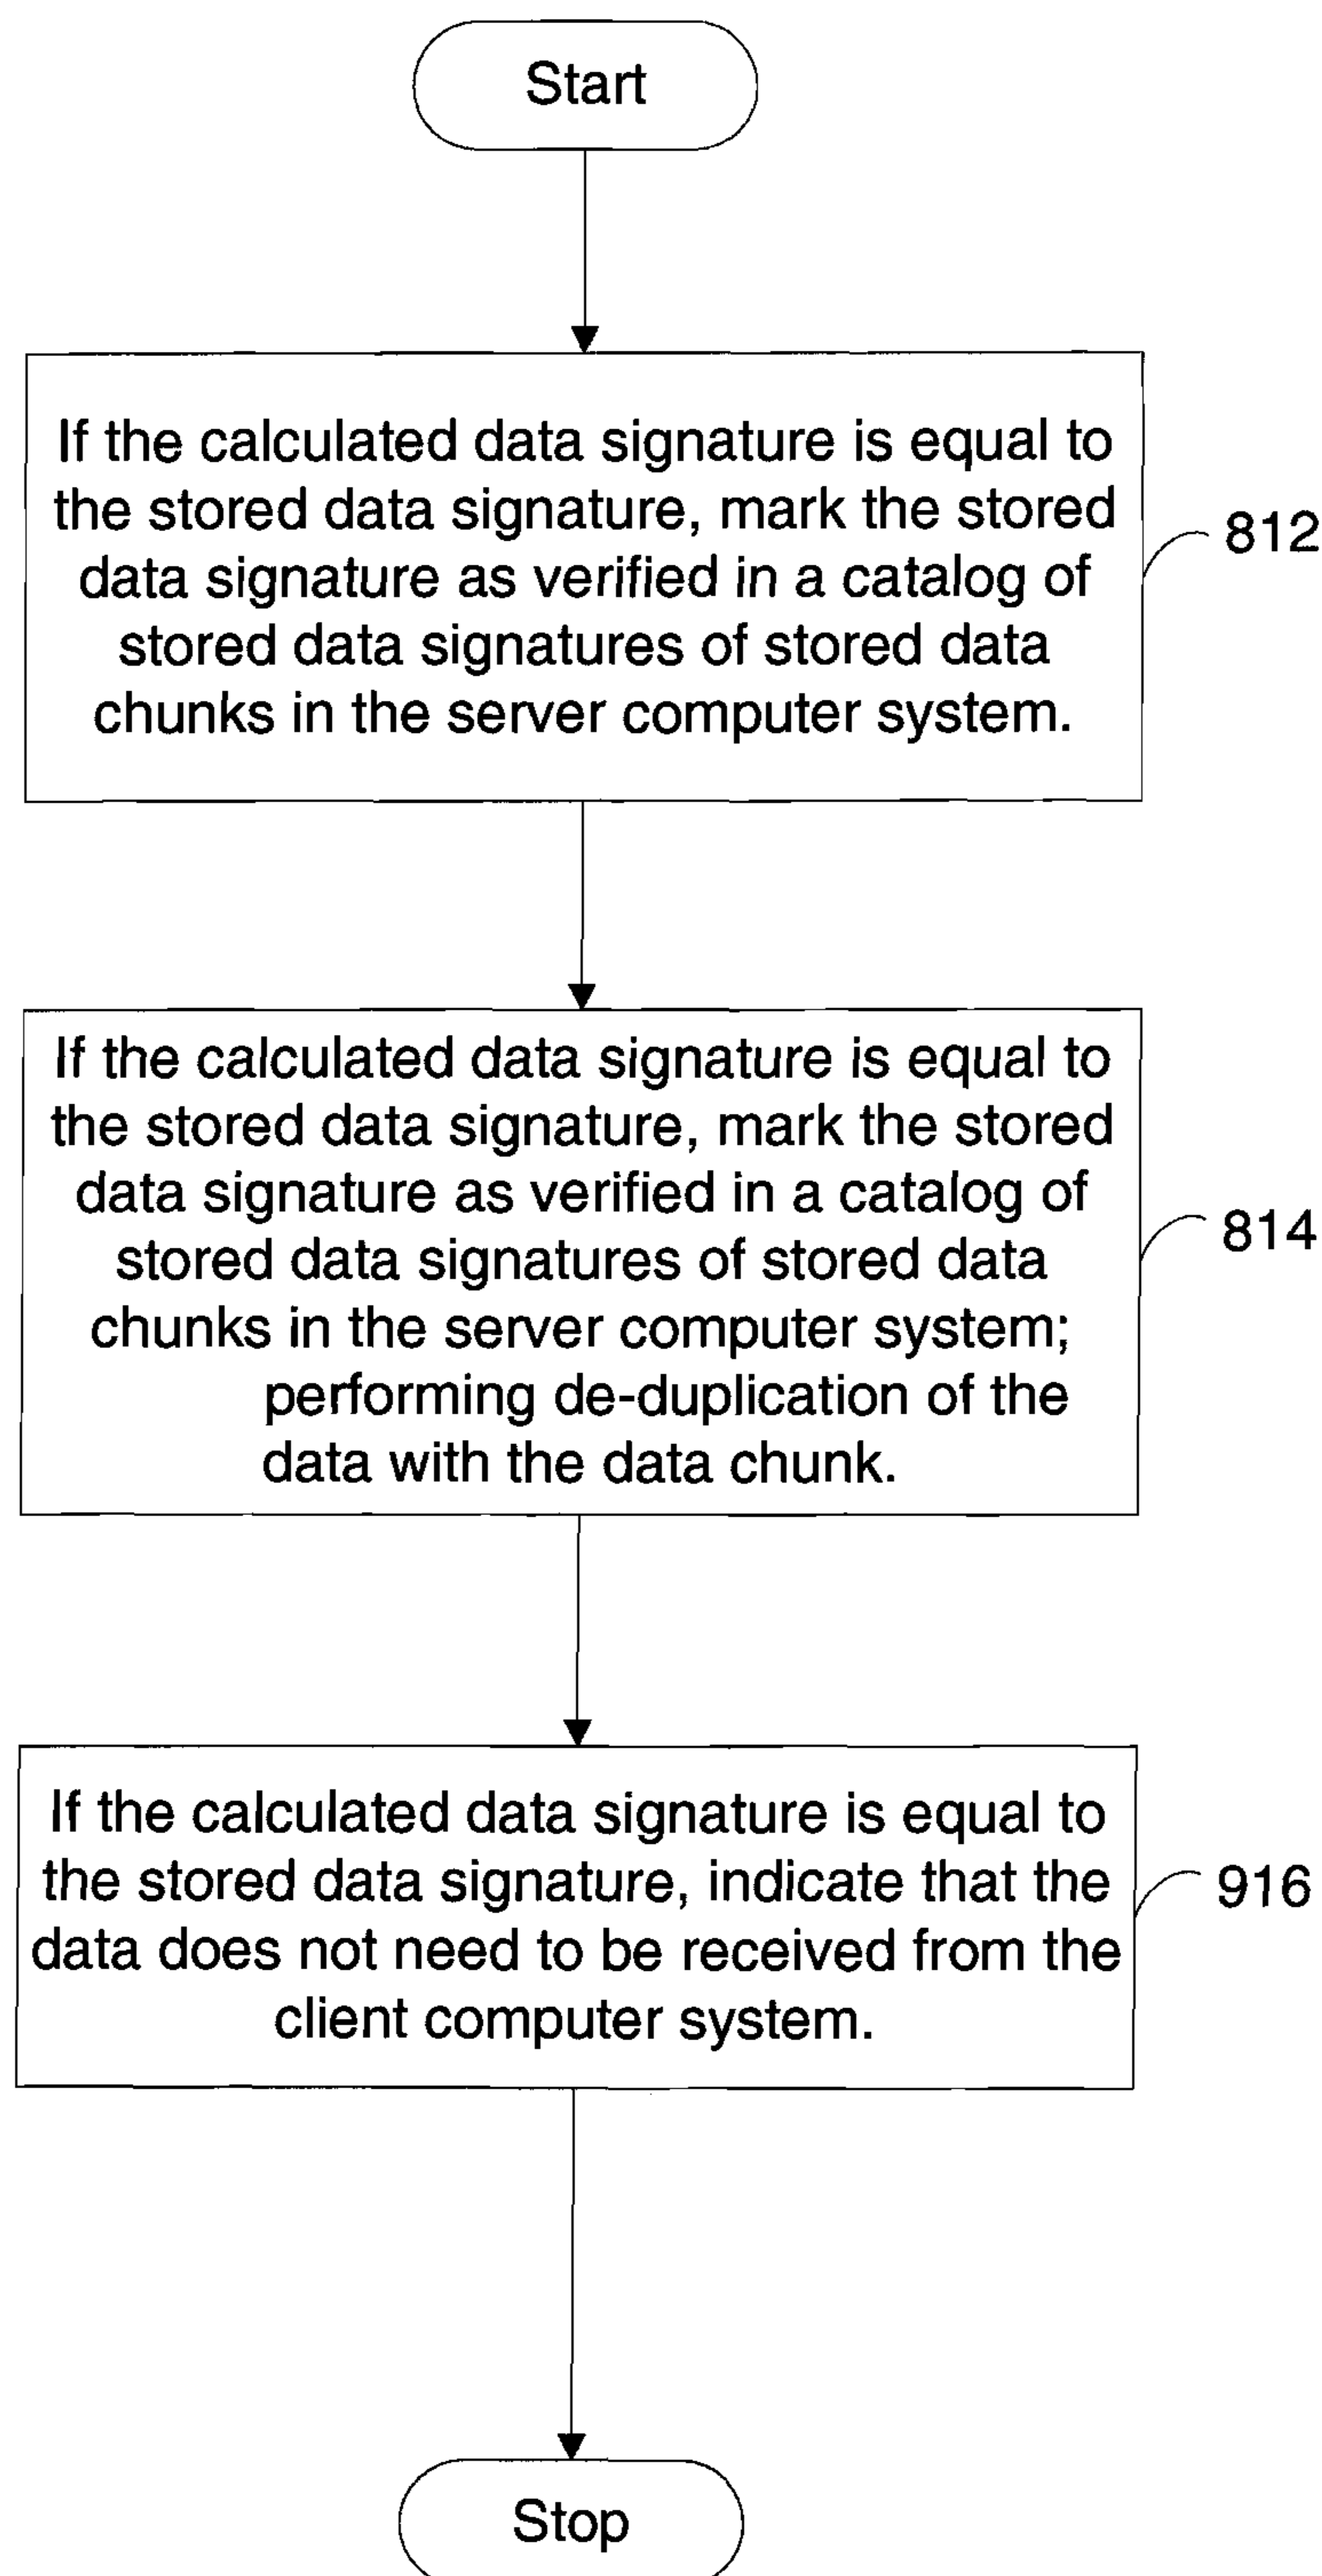 Start
If the calculated data signature is equal to
the stored data signature, mark the stored
data signature as verified in a catalog of
stored data signatures of stored data
chunks in the server computer system.
812
If the calculated data signature is equal to
the stored data signature, mark the stored
data signature as verified in a catalog of
stored data signatures of stored data
chunks in the server computer system;
performing de-duplication of the
data with the data chunk.
814
If the calculated data signature is equal to
the stored data signature, indicate that the
data does not need to be received from the
client computer system.
916
Stop